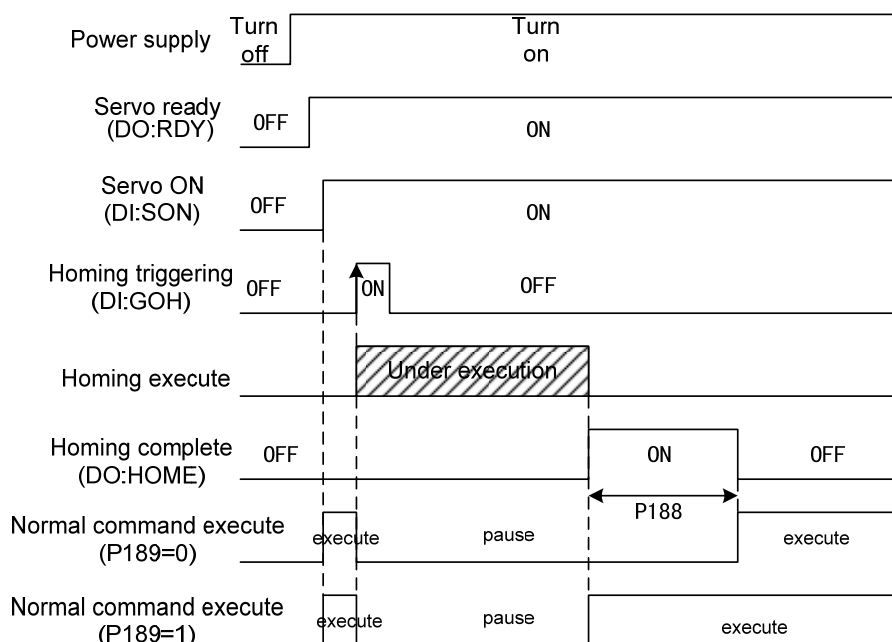 Power supply
Turn off
Turn on
Servo ready
(DO:RDY)
OFF
ON
Servo ON
(DI:SON)
OFF
ON
Homing triggering
(DI:GOH)
OFF
ON
OFF
Homing execute
Under execution
Homing complete
(DO:HOME)
OFF
ON
OFF
P188
Normal command execute
(P189=0)
execute
pause
execute
Normal command execute
(P189=1)
execute
pause
execute